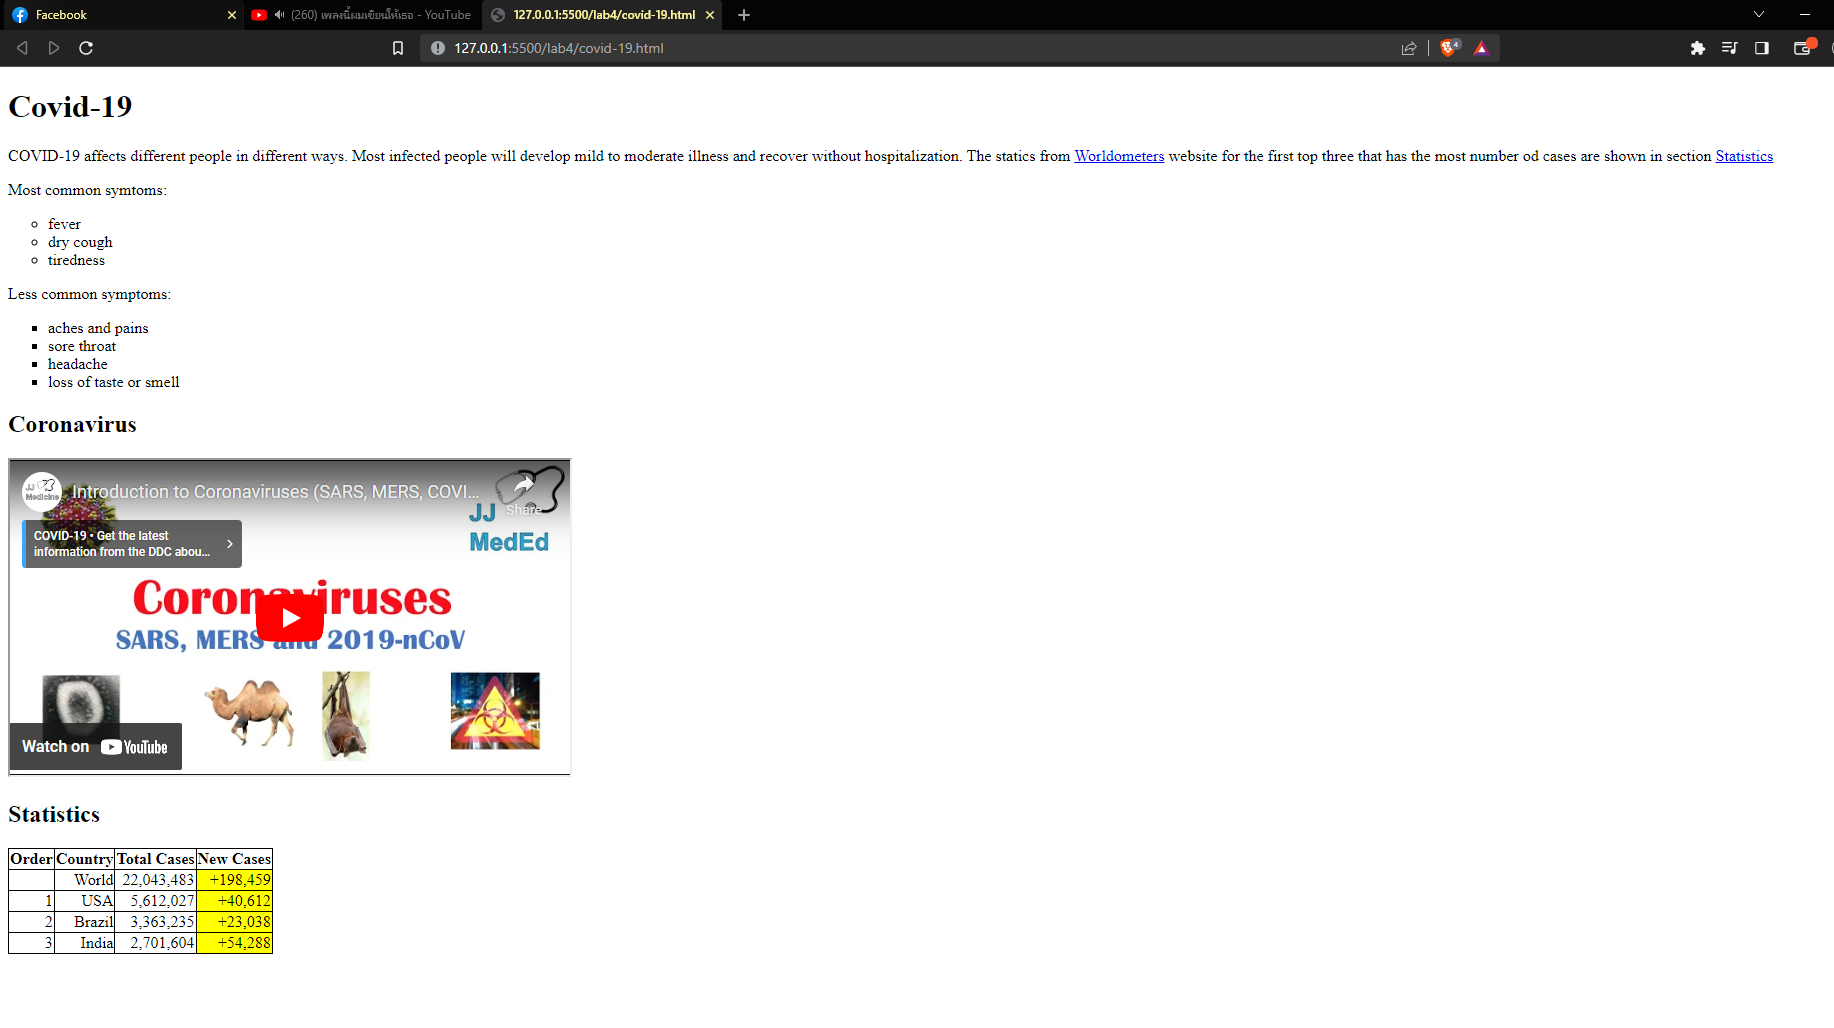 Facebook
(260) เพลงนี้ผมเขียนให้เธอ - YouTube
127.0.0.1:5500/lab4/covid-19.html
127.0.0.1:5500/lab4/covid-19.html
4
Covid-19
COVID-19 affects different people in different ways. Most infected people will develop mild to moderate illness and recover without hospitalization. The statics from Worldometers website for the first top three that has the most number od cases are shown in section Statistics
Most common symtoms:
fever
dry cough
tiredness
Less common symptoms:
aches and pains
sore throat
headache
loss of taste or smell
Coronavirus
JJ
Medicine
Introduction to Coronaviruses (SARS, MERS, COVI...
Share
JJ
MedEd
COVID-19 • Get the latest
information from the DDC abou...
Coronaviruses
SARS, MERS and 2019-nCoV
Watch on YouTube
Statistics
Order Country Total Cases New Cases
World 22,043,483 +198,459
1 USA 5,612,027 +40,612
2 Brazil 3,363,235 +23,038
3 India 2,701,604 +54,288